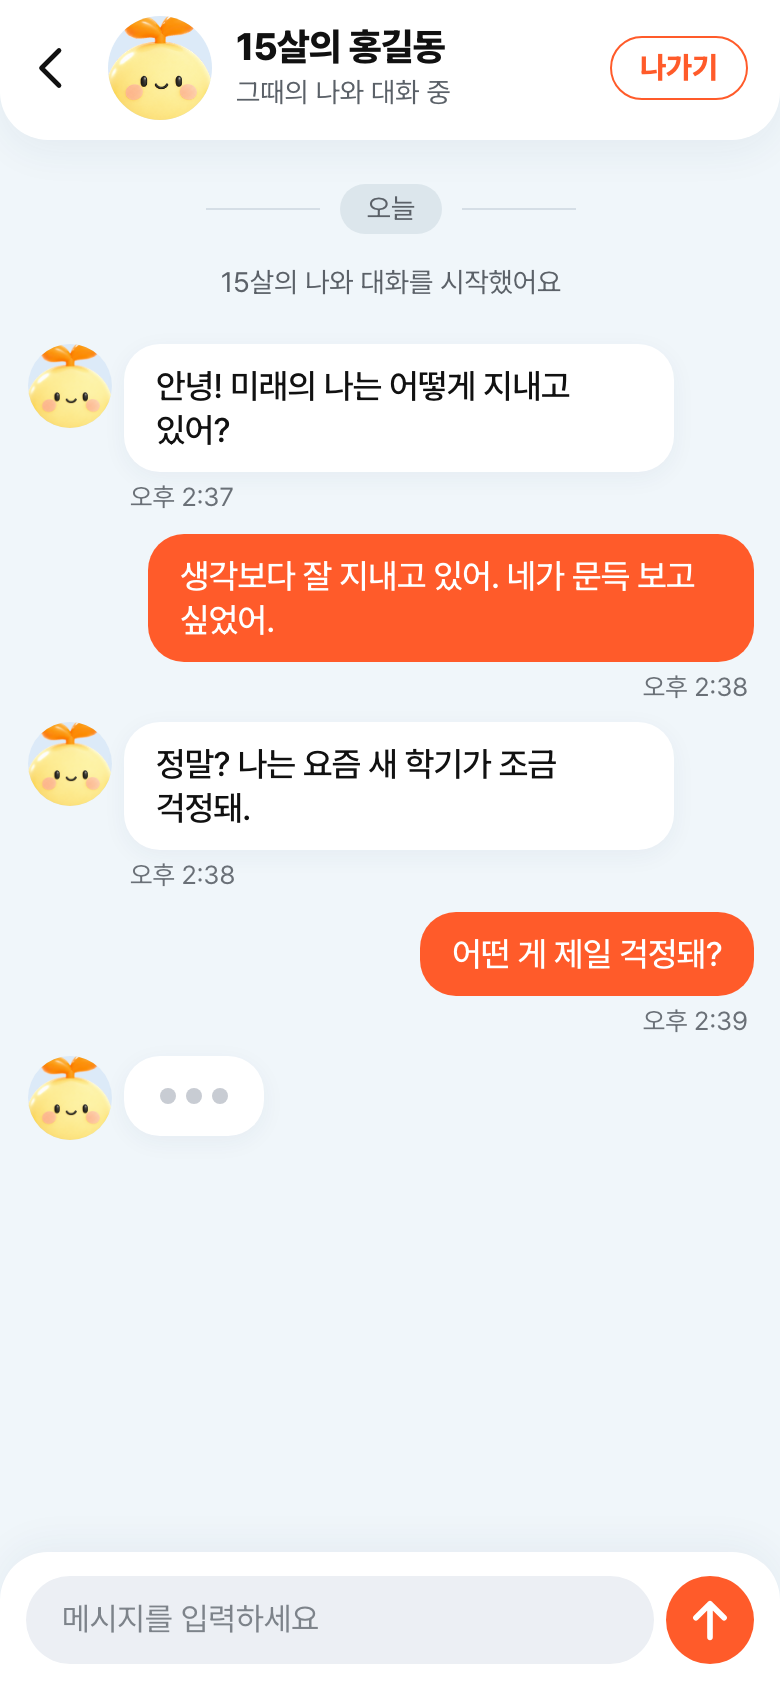 15살의 홍길동
그때의 나와 대화 중
나가기
오늘
15살의 나와 대화를 시작했어요
안녕! 미래의 나는 어떻게 지내고
있어?
오후 2:37
생각보다 잘 지내고 있어. 네가 문득 보고
싶었어.
오후 2:38
정말? 나는 요즘 새 학기가 조금
걱정돼.
오후 2:38
어떤 게 제일 걱정돼?
오후 2:39
메시지를 입력하세요